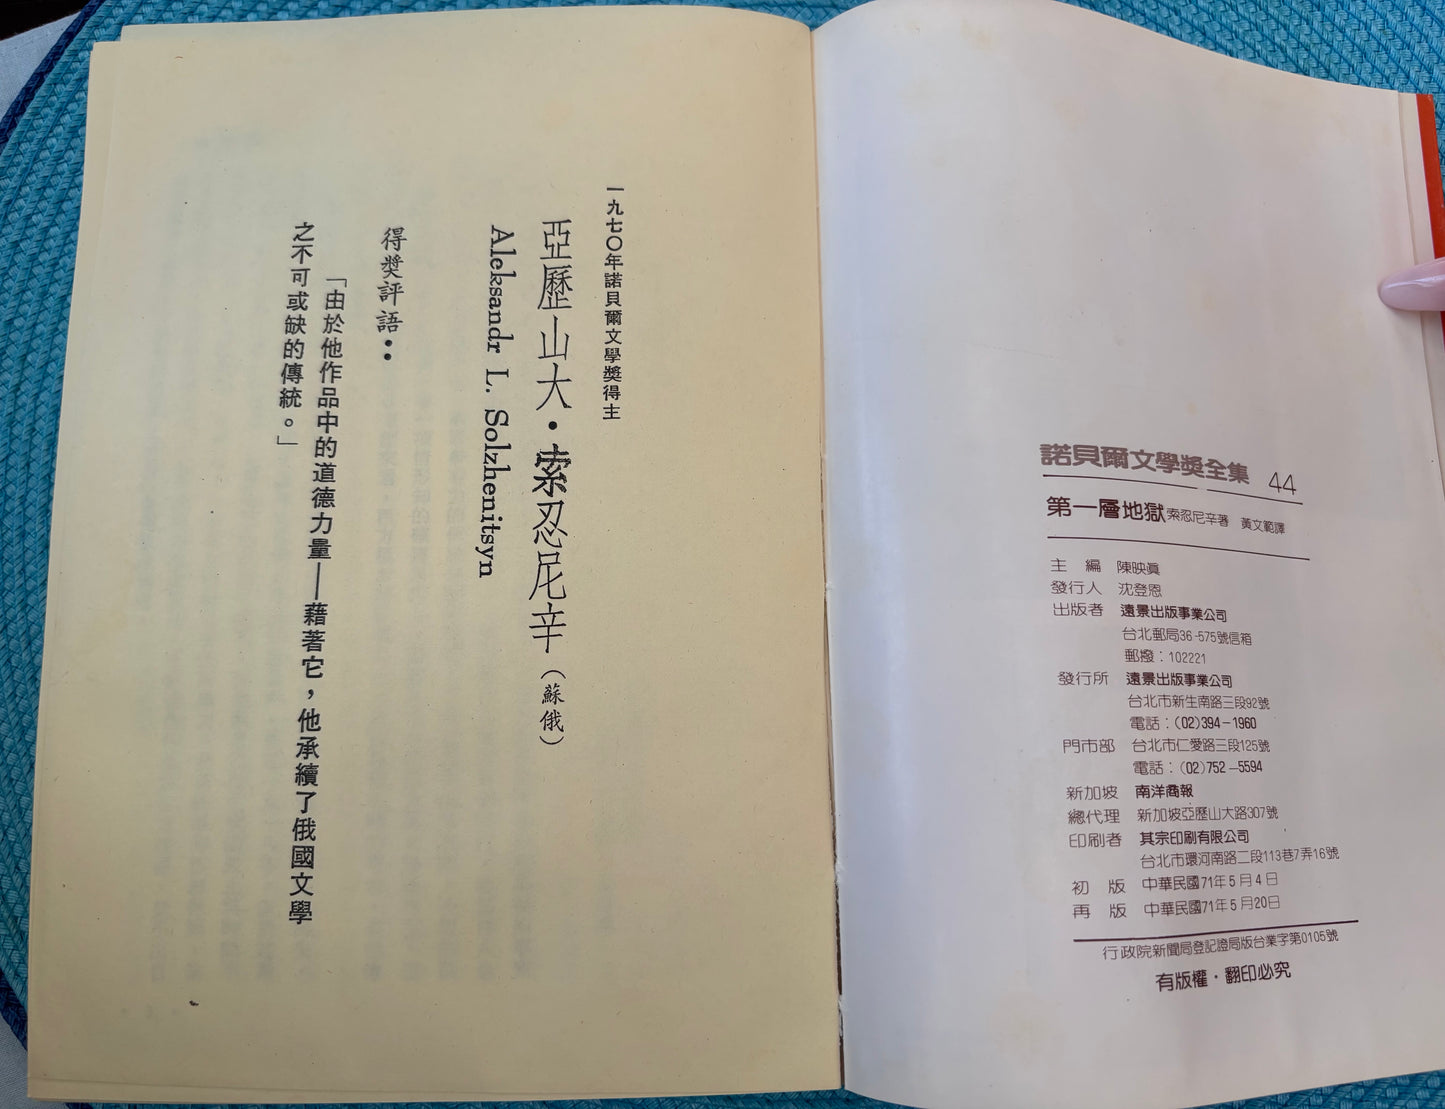 一九七〇年諾貝爾文學獎得主
亞歷山大·索忍尼辛（蘇俄）
Aleksandr L. Solzhenitsyn
得獎評語：
「由於他作品中的道德力量——藉著它，他承續了俄國文學
之不可或缺的傳統。」
諾貝爾文學獎全集 44
第一層地獄 索忍尼辛著 黃文範譯
主 編 陳映眞
發行人 沈登恩
出版者 遠景出版事業公司
台北郵局36-575號信箱
郵撥：102221
發行所 遠景出版事業公司
台北市新生南路三段92號
電話：(02)394-1960
門市部 台北市仁愛路三段125號
電話：(02)752-5594
新加坡 南洋商報
總代理 新加坡亞歷山大路307號
印刷者 其宗印刷有限公司
台北市環河南路二段113巷7弄16號
初 版 中華民國71年5月4日
再 版 中華民國71年5月20日
行政院新聞局登記證局版台業字第0105號
有版權·翻印必究